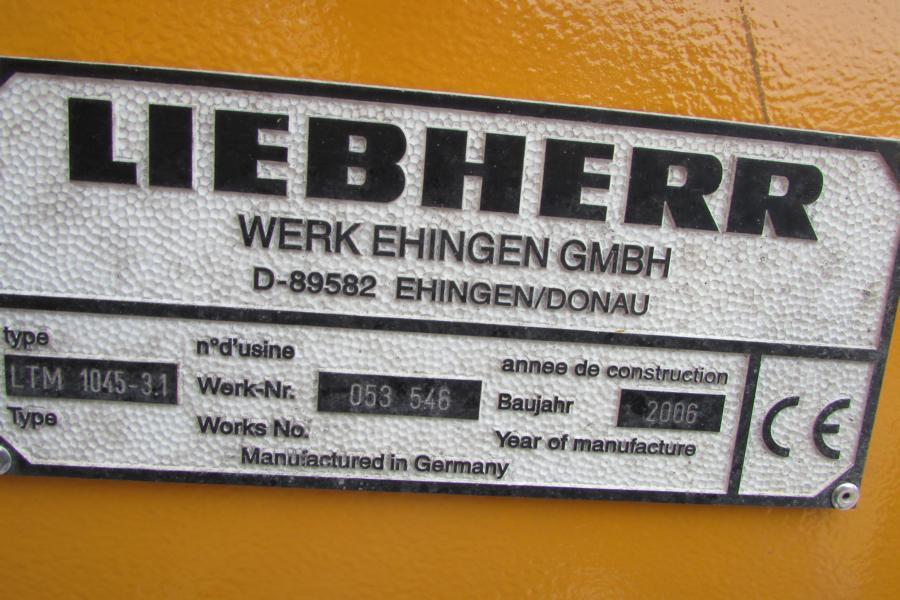 LIEBHERR
WERK EHINGEN GMBH
D-89582 EHINGEN/DONAU
type
LTM 1045-3.1
Type
n°d'usine
Werk-Nr. 053 546
Works No.
annee de construction
Baujahr 2006
Year of manufacture
Manufactured in Germany
CE